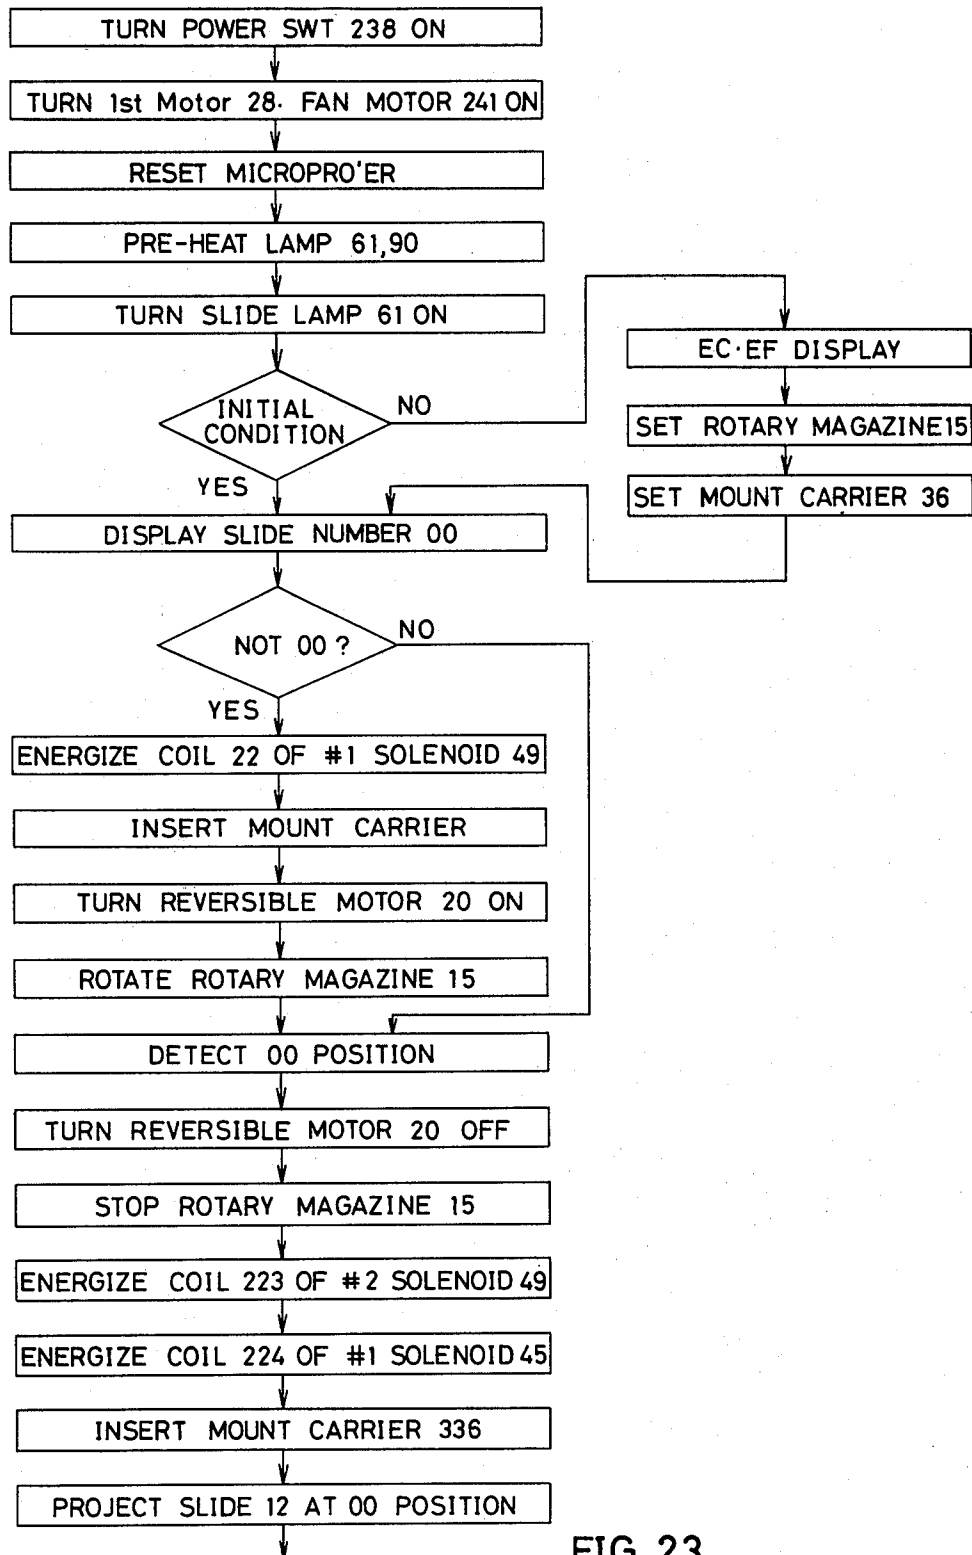 TURN POWER SWT 238 ON
TURN 1st Motor 28· FAN MOTOR 241 ON
RESET MICROPRO'ER
PRE-HEAT LAMP 61,90
TURN SLIDE LAMP 61 ON
INITIAL
CONDITION
NO
YES
EC·EF DISPLAY
SET ROTARY MAGAZINE15
SET MOUNT CARRIER 36
DISPLAY SLIDE NUMBER 00
NOT 00 ?
NO
YES
ENERGIZE COIL 22 OF #1 SOLENOID 49
INSERT MOUNT CARRIER
TURN REVERSIBLE MOTOR 20 ON
ROTATE ROTARY MAGAZINE 15
DETECT 00 POSITION
TURN REVERSIBLE MOTOR 20 OFF
STOP ROTARY MAGAZINE 15
ENERGIZE COIL 223 OF #2 SOLENOID 49
ENERGIZE COIL 224 OF #1 SOLENOID 45
INSERT MOUNT CARRIER 336
PROJECT SLIDE 12 AT 00 POSITION
FIG. 23